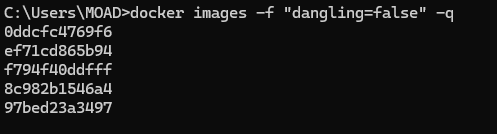 C:\Users\MOAD>docker images -f "dangling=false" -q
0ddcfc4769f6
ef71cd865b94
f794f40ddfff
8c982b1546a4
97bed23a3497